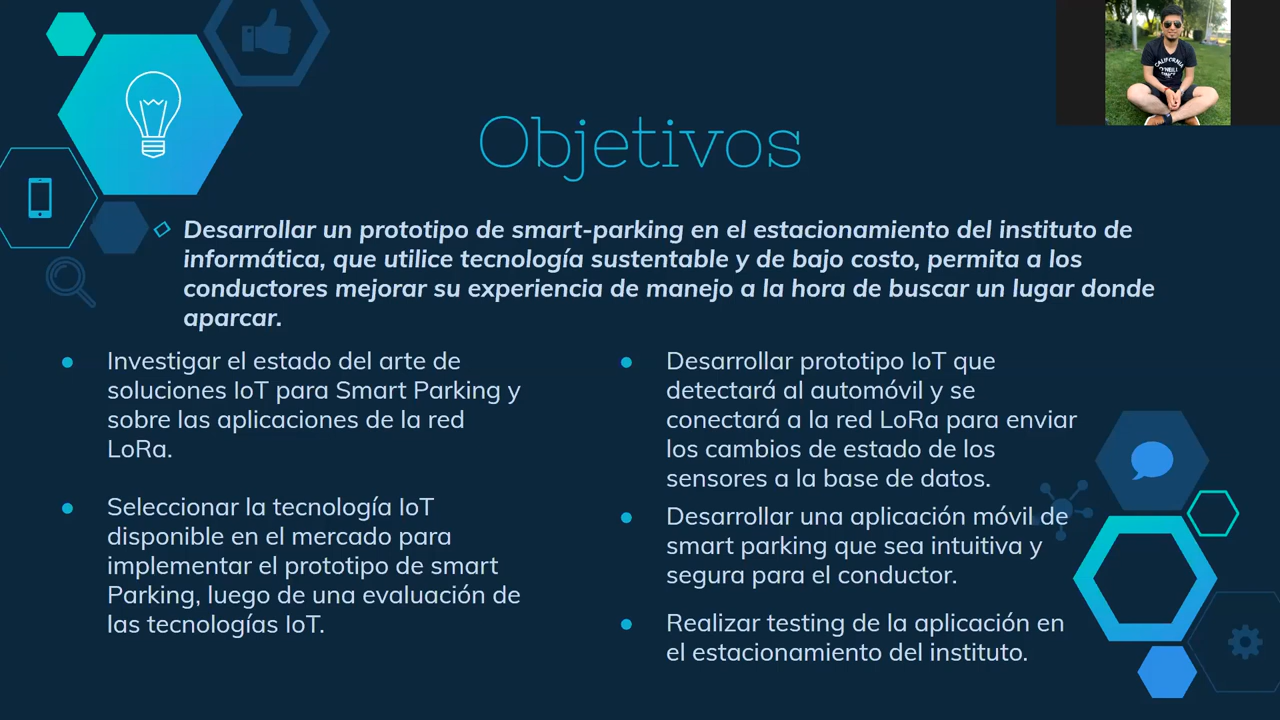 Objetivos
Desarrollar un prototipo de smart-parking en el estacionamiento del instituto de
informática, que utilice tecnología sustentable y de bajo costo, permita a los
conductores mejorar su experiencia de manejo a la hora de buscar un lugar donde
aparcar.
Investigar el estado del arte de
soluciones IoT para Smart Parking y
sobre las aplicaciones de la red
LoRa.
Seleccionar la tecnología IoT
disponible en el mercado para
implementar el prototipo de smart
Parking, luego de una evaluación de
las tecnologías IoT.
Desarrollar prototipo IoT que
detectará al automóvil y se
conectará a la red LoRa para enviar
los cambios de estado de los
sensores a la base de datos.
Desarrollar una aplicación móvil de
smart parking que sea intuitiva y
segura para el conductor.
Realizar testing de la aplicación en
el estacionamiento del instituto.
CALIFORNIA
O'NEILL